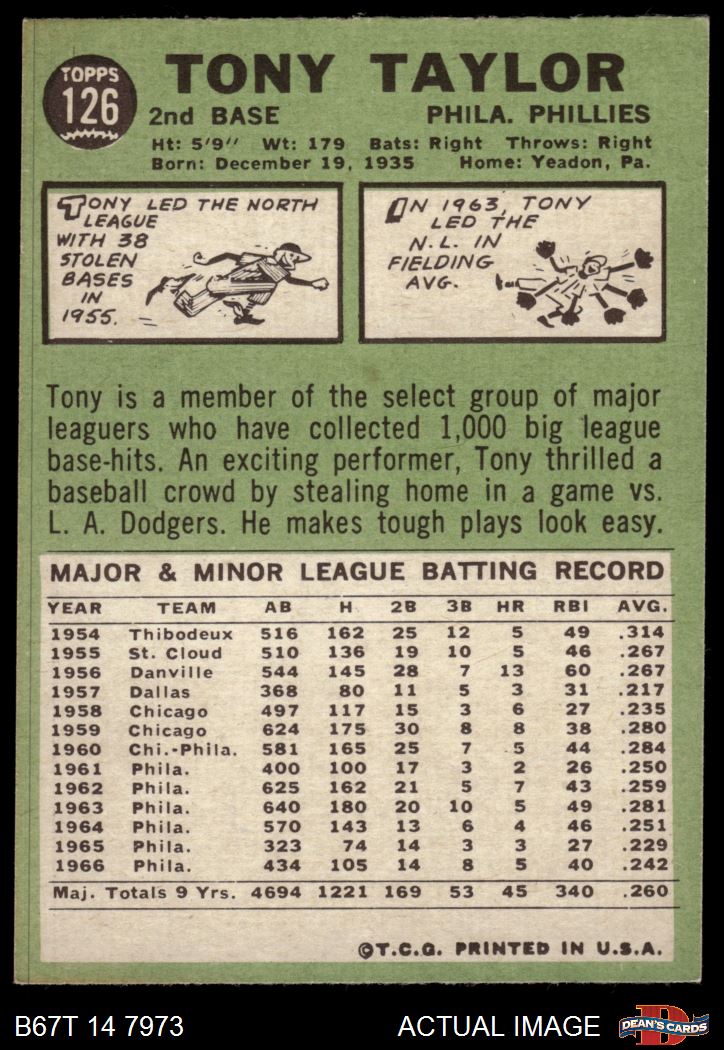 TOPPS
126
TONY TAYLOR
2nd BASE PHILA. PHILLIES
Ht: 5'9" Wt: 179 Bats: Right Throws: Right
Born: December 19, 1935 Home: Yeadon, Pa.
TONY LED THE NORTH
LEAGUE
WITH 38
STOLEN
BASES
IN
1955.
IN 1963, TONY
LED THE
N.L. IN
FIELDING
AVG.
Tony is a member of the select group of major
leaguers who have collected 1,000 big league
base-hits. An exciting performer, Tony thrilled a
baseball crowd by stealing home in a game vs.
L. A. Dodgers. He makes tough plays look easy.
MAJOR & MINOR LEAGUE BATTING RECORD
YEAR TEAM AB H 2B 3B HR RBI AVG.
1954 Thibodeux 516 162 25 12 5 49 .314
1955 St. Cloud 510 136 19 10 5 46 .267
1956 Danville 544 145 28 7 13 60 .267
1957 Dallas 368 80 11 5 3 31 .217
1958 Chicago 497 117 15 3 6 27 .235
1959 Chicago 624 175 30 8 8 38 .280
1960 Chi.-Phila. 581 165 25 7 5 44 .284
1961 Phila. 400 100 17 3 2 26 .250
1962 Phila. 625 162 21 5 7 43 .259
1963 Phila. 640 180 20 10 5 49 .281
1964 Phila. 570 143 13 6 4 46 .251
1965 Phila. 323 74 14 3 3 27 .229
1966 Phila. 434 105 14 8 5 40 .242
Maj. Totals 9 Yrs. 4694 1221 169 53 45 340 .260
©T.C.G. PRINTED IN U.S.A.
B67T 14 7973 ACTUAL IMAGE D DEAN'S CARDS